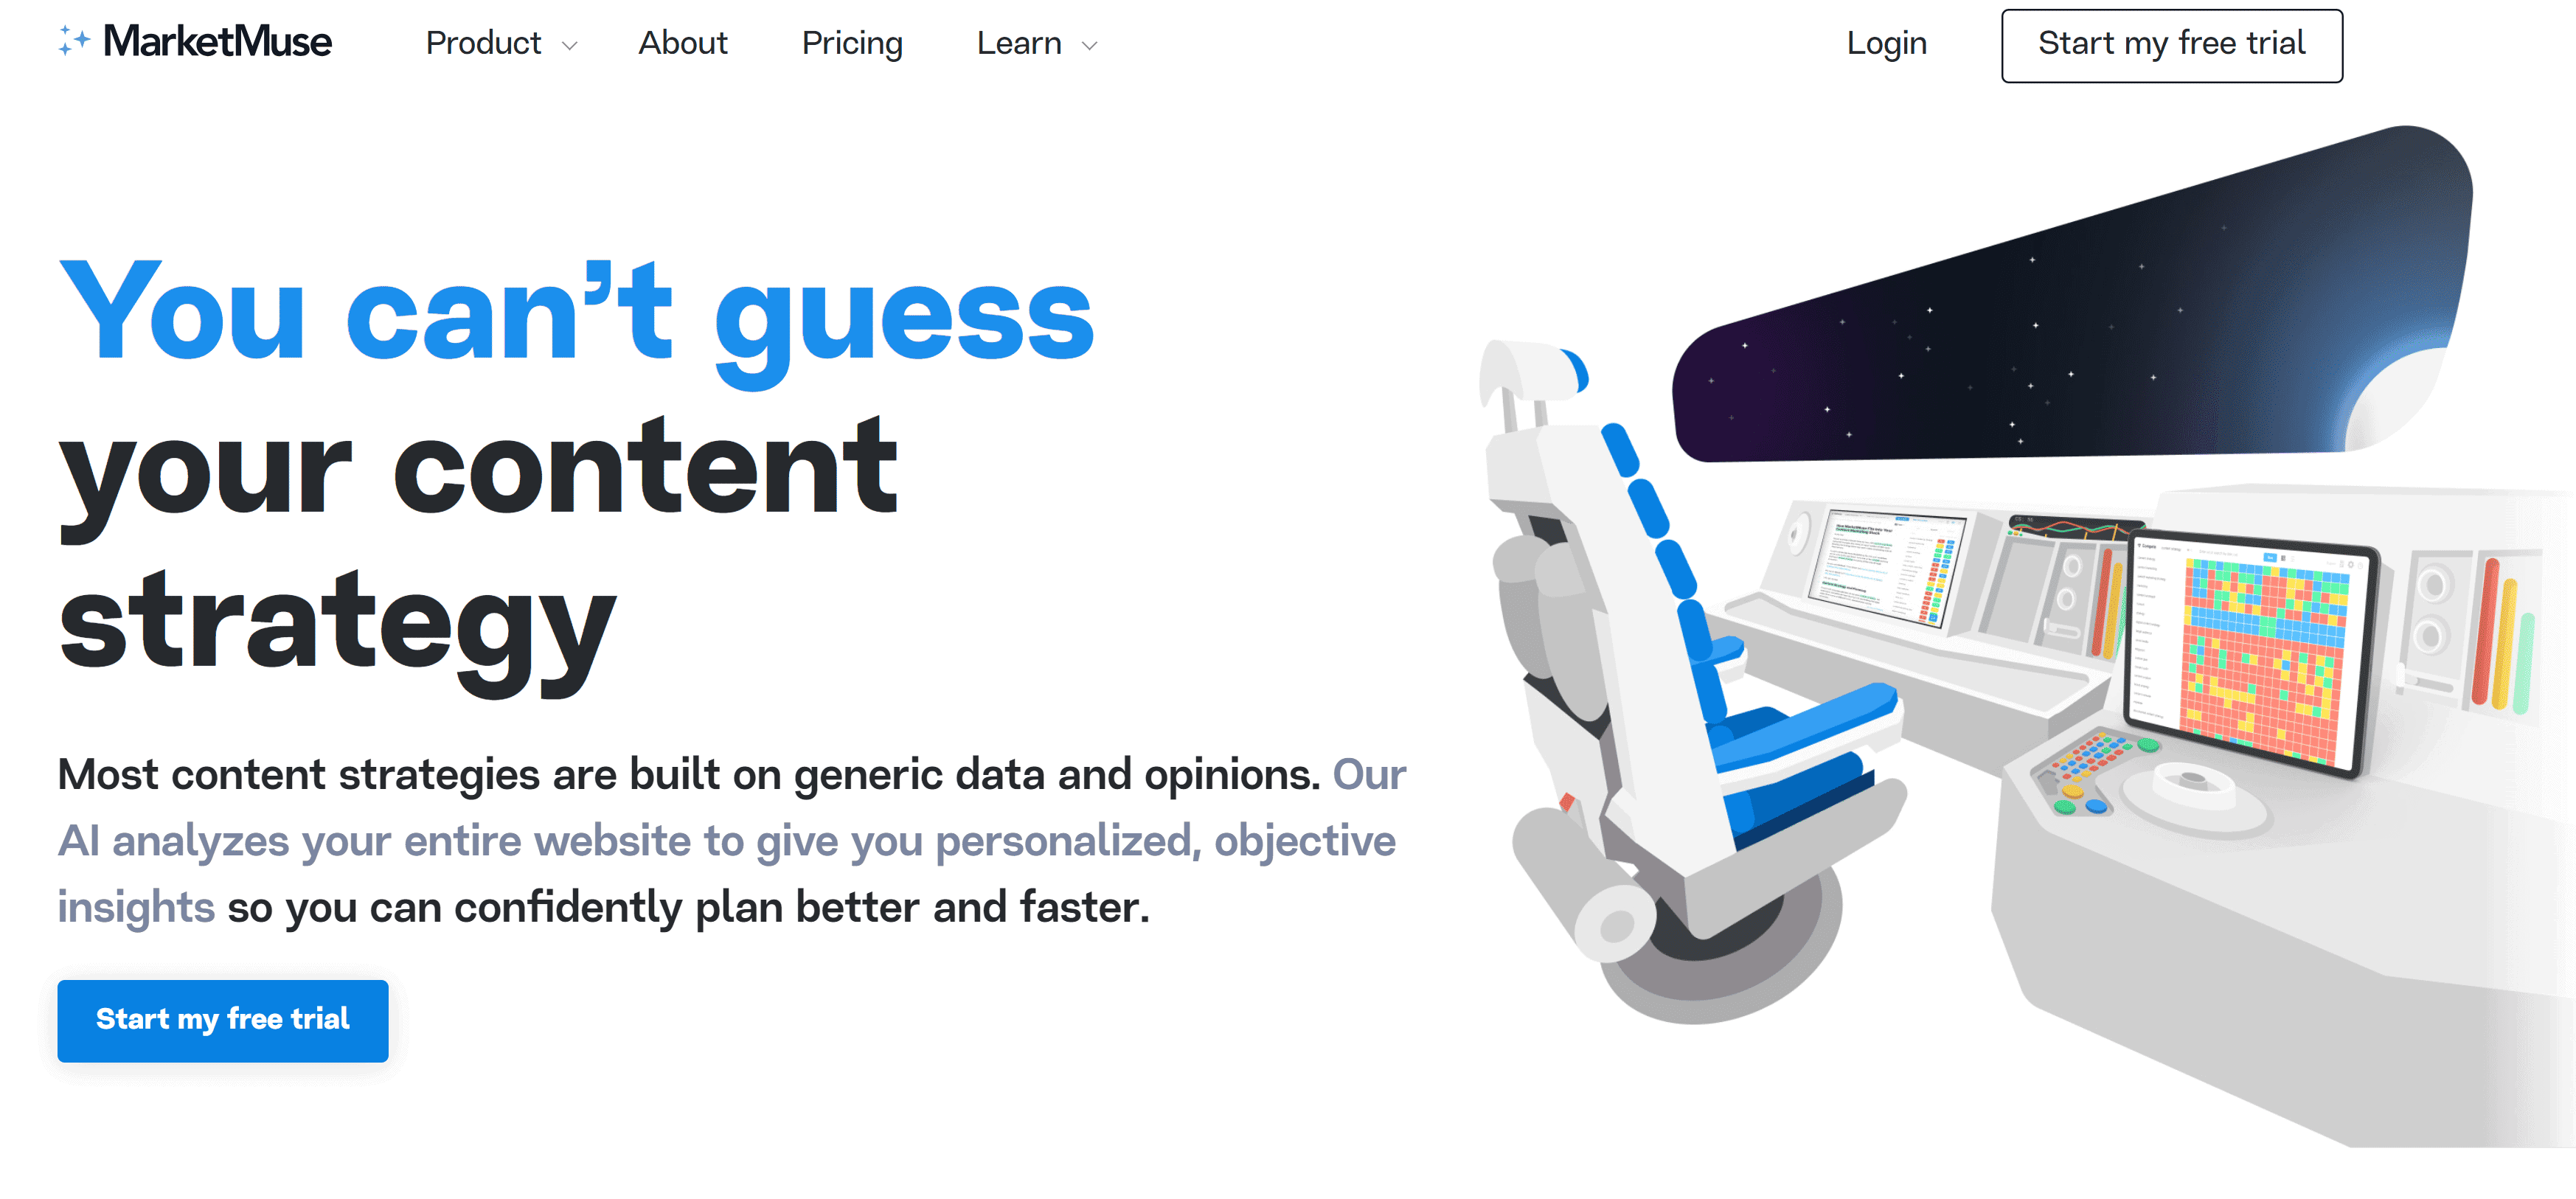 MarketMuse
Product
About
Pricing
Learn
Login
Start my free trial
You can’t guess
your content
strategy
Most content strategies are built on generic data and opinions. Our
AI analyzes your entire website to give you personalized, objective
insights so you can confidently plan better and faster.
Start my free trial